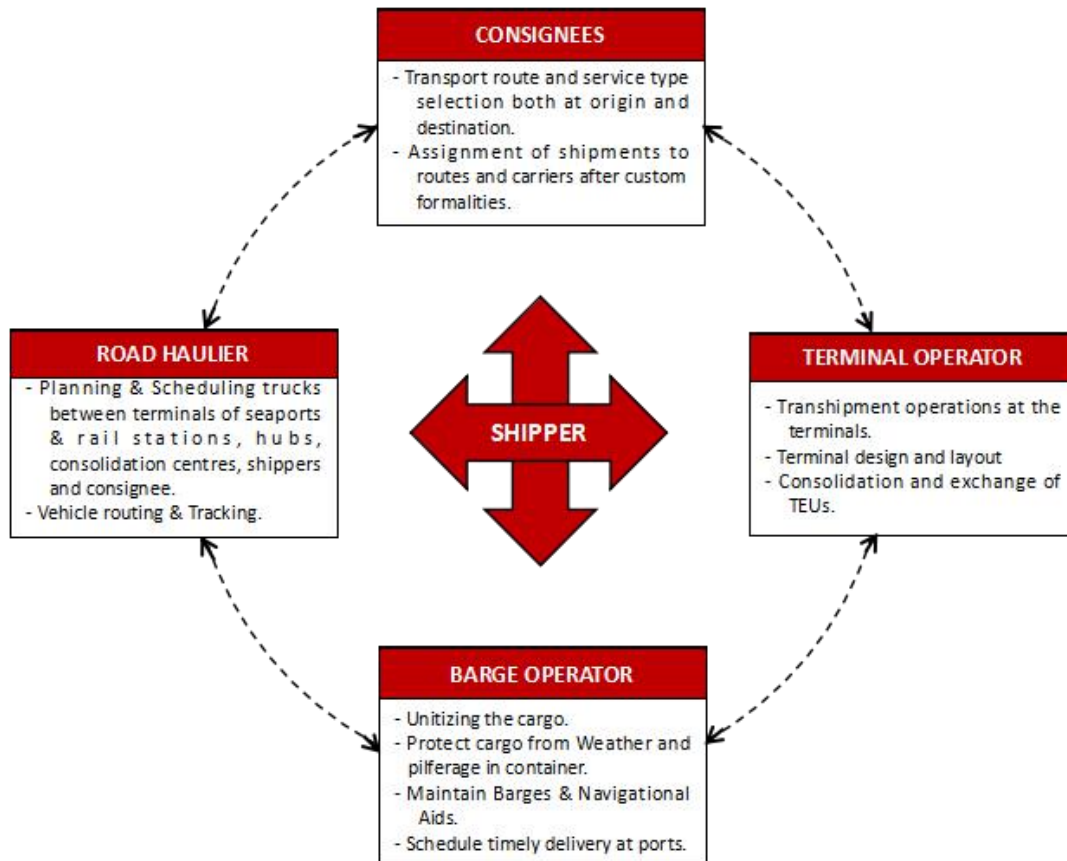 CONSIGNEES
- Transport route and service type
selection both at origin and
destination.
- Assignment of shipments to
routes and carriers after custom
formalities.
ROAD HAULIER
- Planning & Scheduling trucks
between terminals of seaports
& rail stations, hubs,
consolidation centres, shippers
and consignee.
- Vehicle routing & Tracking.
SHIPPER
TERMINAL OPERATOR
- Transhipment operations at the
terminals.
- Terminal design and layout
- Consolidation and exchange of
TEUs.
BARGE OPERATOR
- Unitizing the cargo.
- Protect cargo from Weather and
pilferage in container.
- Maintain Barges & Navigational
Aids.
- Schedule timely delivery at ports.